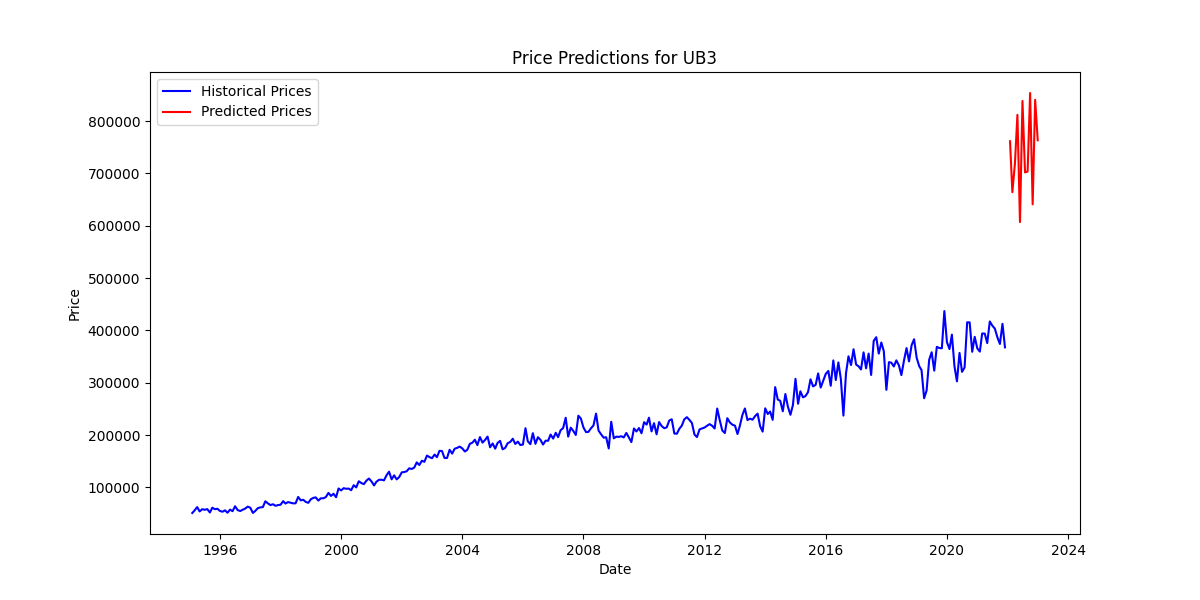 Price Predictions for UB3
Historical Prices
Predicted Prices
800000
700000
600000
500000
400000
300000
200000
100000
Price
1996 2000 2004 2008 2012 2016 2020 2024
Date